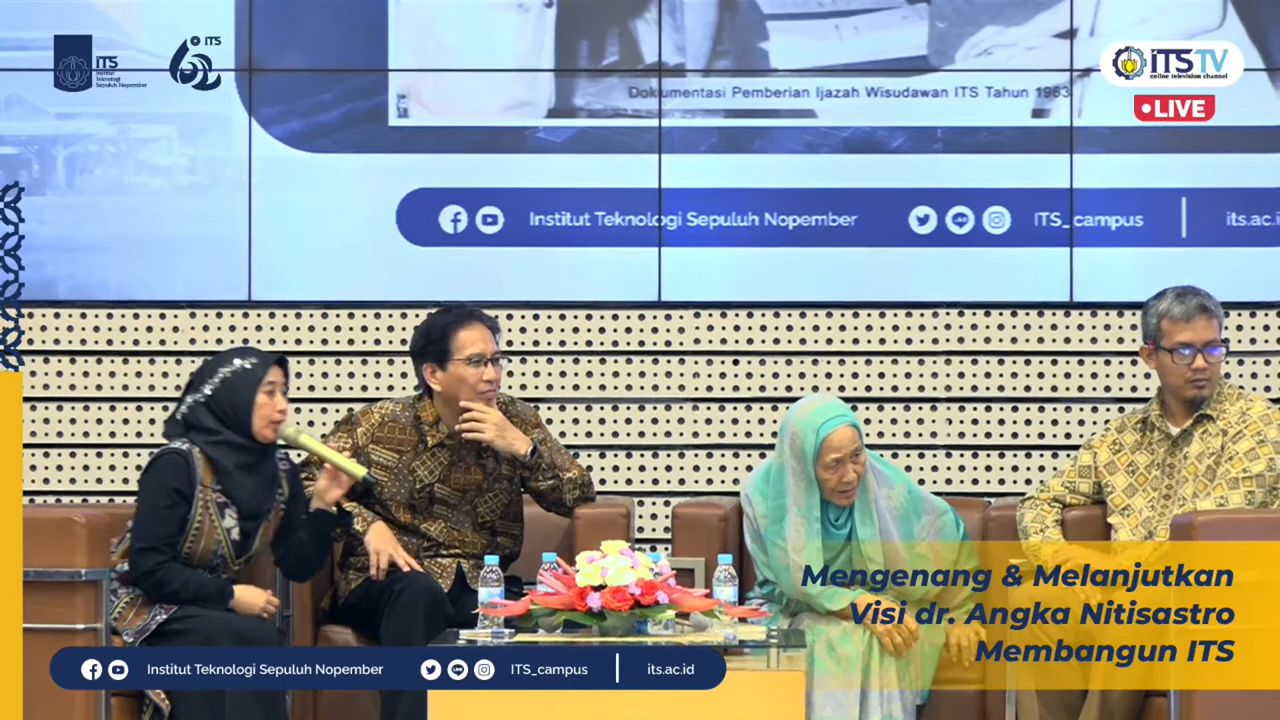 ITS
Institut
Teknologi
Sepuluh Nopember
ITS
iTSTV
online television channel
LIVE
Dokumentasi Pemberian Ijazah Wisudawan ITS Tahun 1963
Institut Teknologi Sepuluh Nopember
ITS_campus
its.ac.i
Mengenang & Melanjutkan
Visi dr. Angka Nitisastro
Membangun ITS
Institut Teknologi Sepuluh Nopember
ITS_campus
its.ac.id